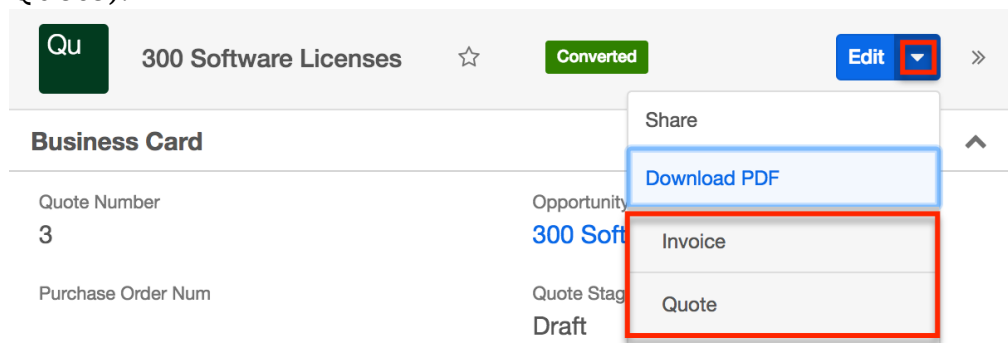 Qu 300 Software Licenses Converted Edit
Share
Business Card
Download PDF
Quote Number Opportunity
3 300 Soft
Invoice
Purchase Order Num Quote Stag
Quote
Draft